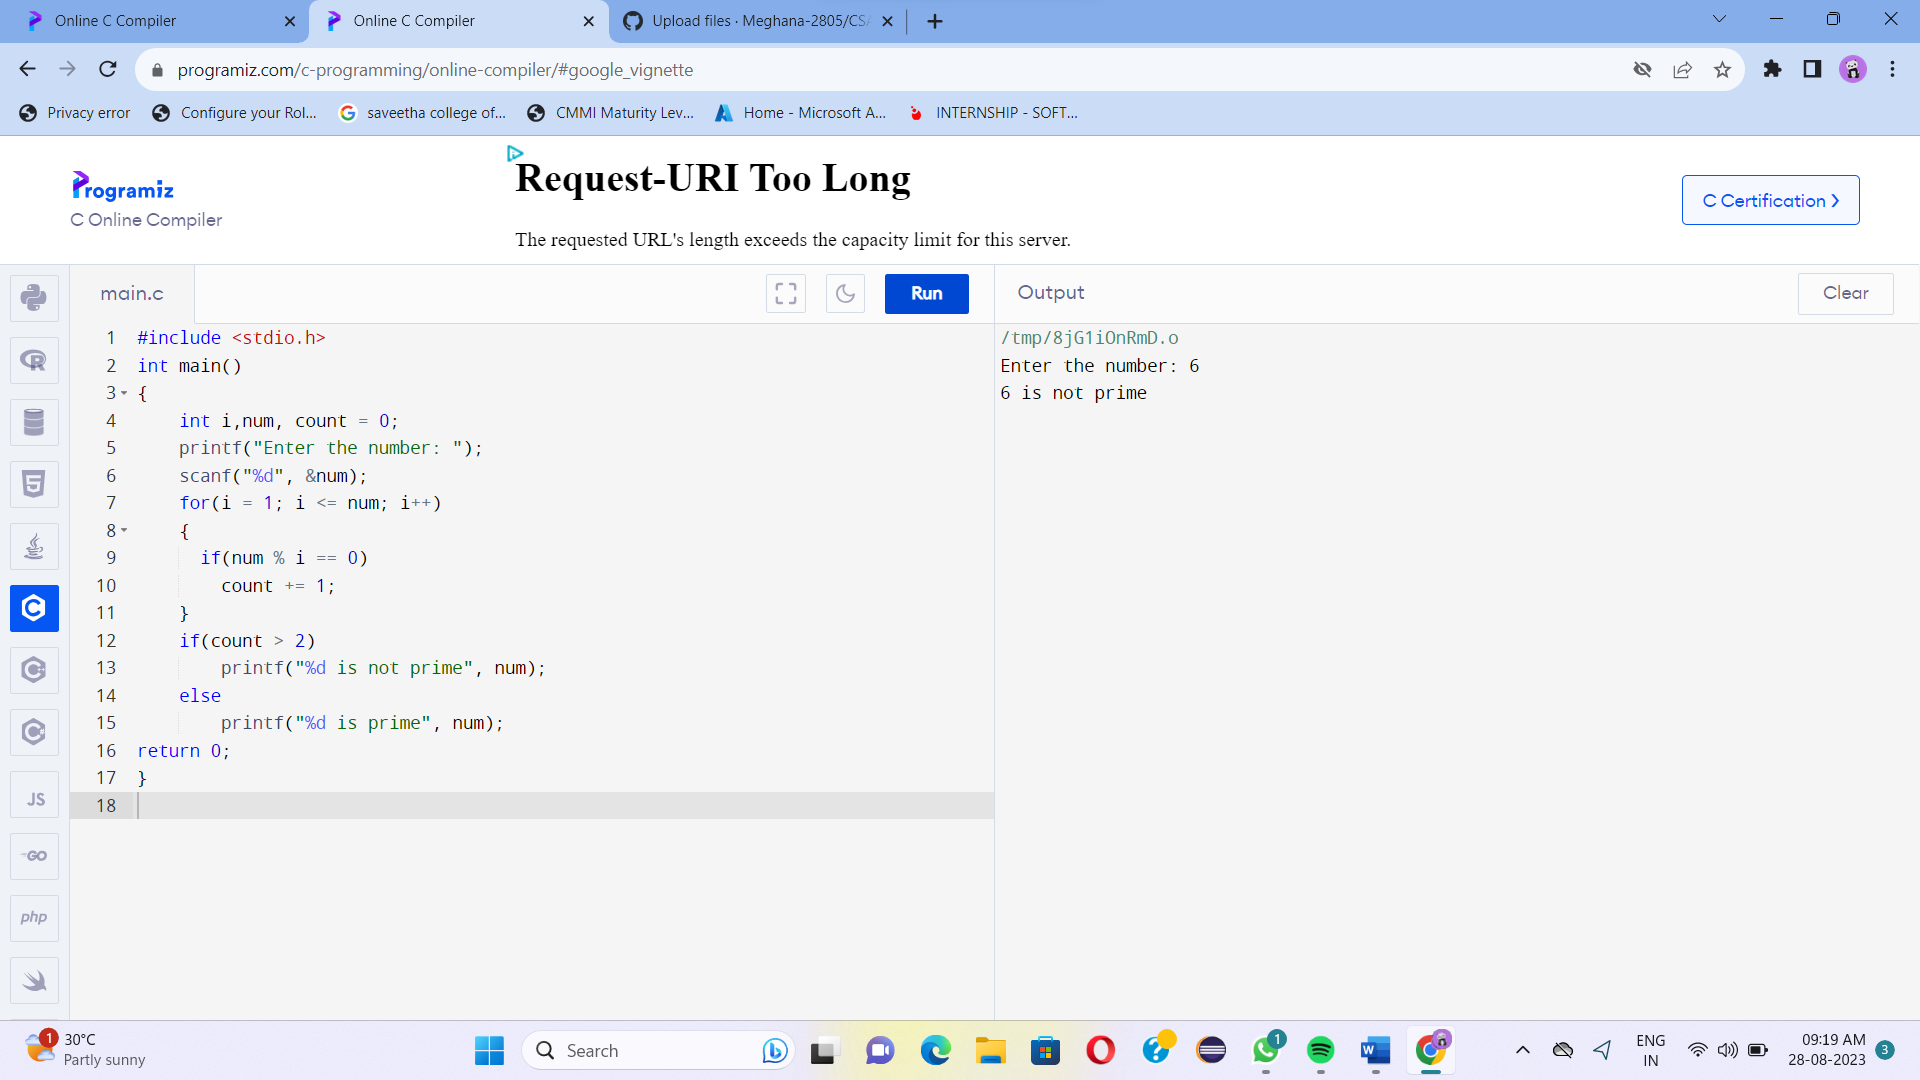 Online C Compiler
Online C Compiler
Upload files · Meghana-2805/CSA
programiz.com/c-programming/online-compiler/#google_vignette
Privacy error
Configure your Rol...
saveetha college of...
CMMI Maturity Lev...
Home - Microsoft A...
INTERNSHIP - SOFT...
Programiz
C Online Compiler
Request-URI Too Long
The requested URL's length exceeds the capacity limit for this server.
C Certification
main.c
Run
Output
Clear
1 #include <stdio.h>
2 int main()
3 {
4 int i,num, count = 0;
5 printf("Enter the number: ");
6 scanf("%d", &num);
7 for(i = 1; i <= num; i++)
8 {
9 if(num % i == 0)
10 count += 1;
11 }
12 if(count > 2)
13 printf("%d is not prime", num);
14 else
15 printf("%d is prime", num);
16 return 0;
17 }
18
/tmp/8jG1iOnRmD.o
Enter the number: 6
6 is not prime
R
5
C
C
C
JS
GO
php
1
30°C
Partly sunny
Search
W
1
ENG
IN
09:19 AM
28-08-2023
3